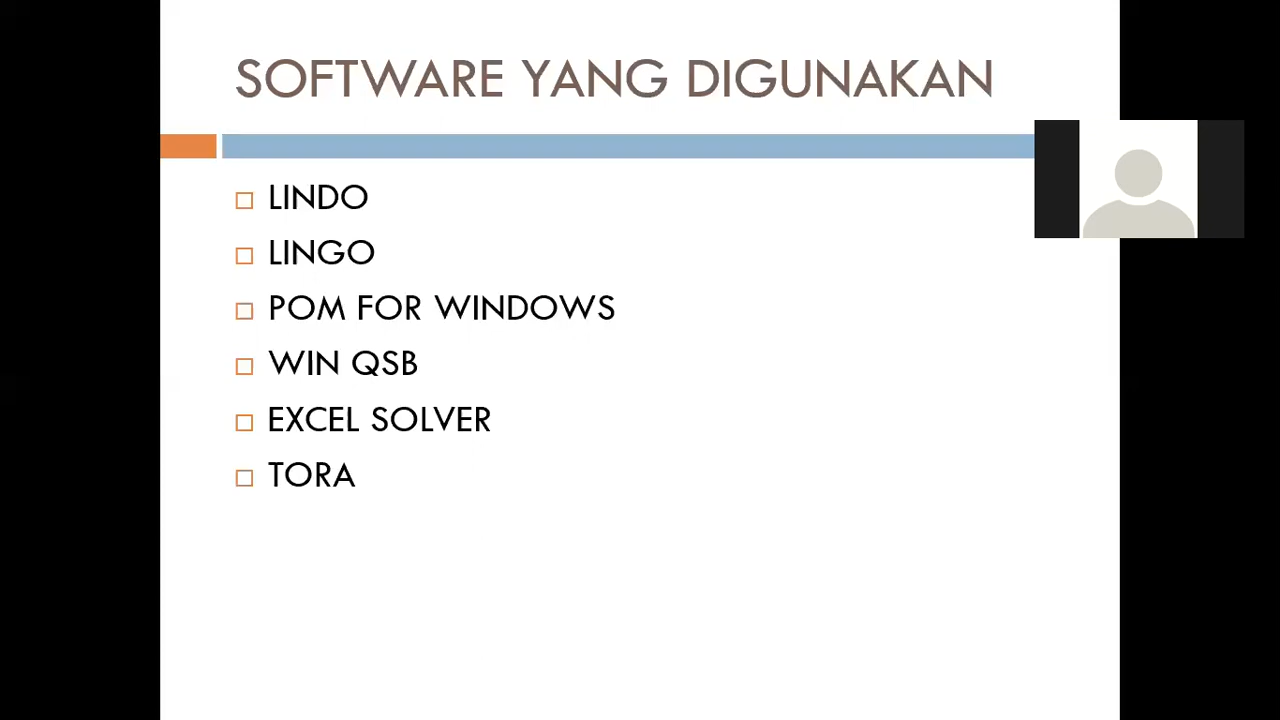 SOFTWARE YANG DIGUNAKAN
LINDO
LINGO
POM FOR WINDOWS
WIN QSB
EXCEL SOLVER
TORA